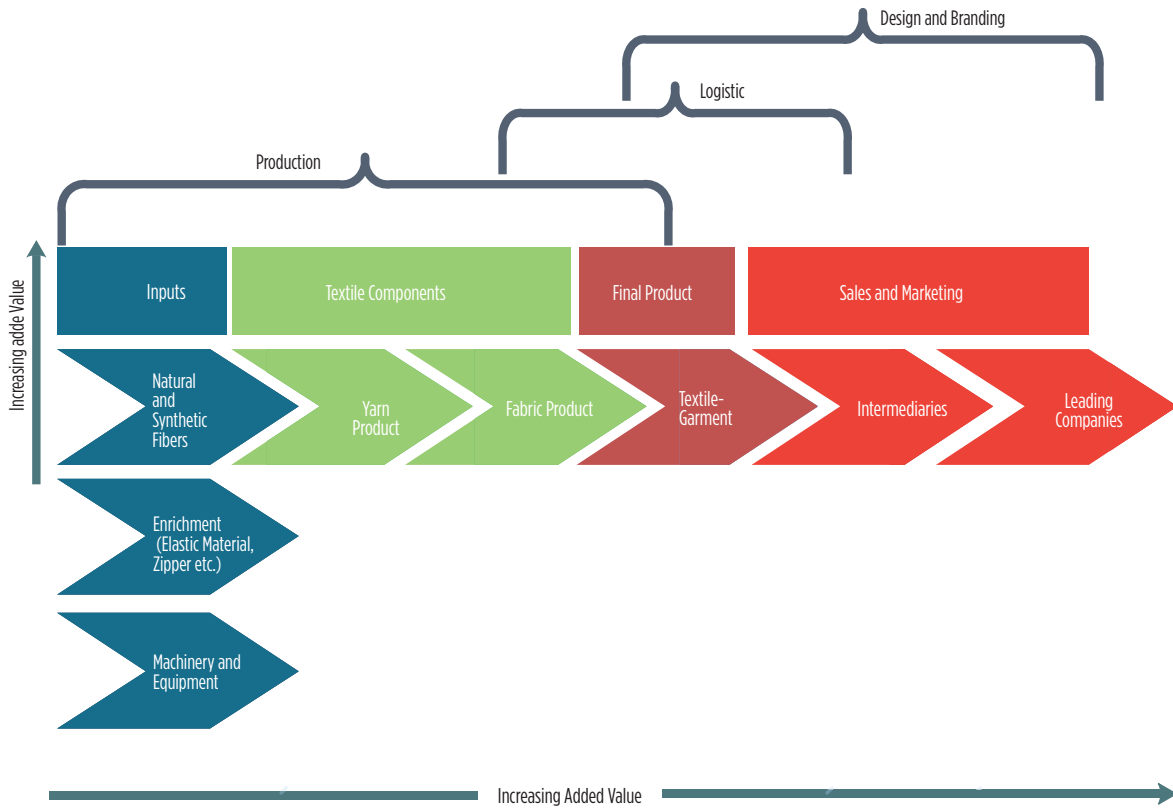 Design and Branding
Logistic
Production
Increasing adde Value
Inputs
Textile Components
Final Product
Sales and Marketing
Natural
and
Synthetic
Fibers
Yarn
Product
Fabric Product
Textile-
Garment
Intermediaries
Leading
Companies
Enrichment
(Elastic Material,
Zipper etc.)
Machinery and
Equipment
Increasing Added Value